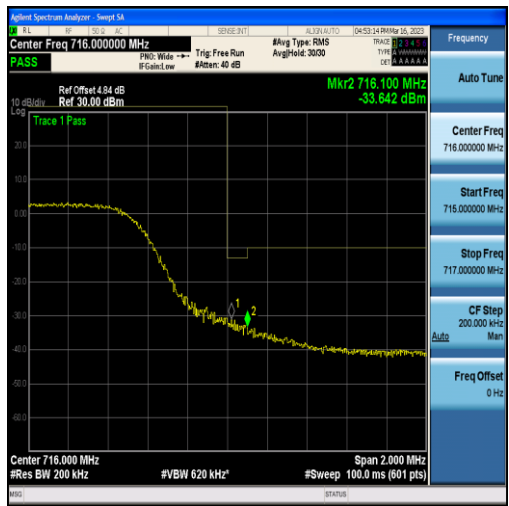 Agilent Spectrum Analyzer - Swept SA
RL RF 50 Ω AC SENSE:INT ALIGN AUTO 04:53:14 PM Mar 16, 2023
Center Freq 716.000000 MHz #Avg Type: RMS TRACE 1 2 3 4 5 6
PNO: Wide Trig: Free Run Avg|Hold: 30/30 TYPE A WWWWW
PASS IFGain:Low #Atten: 40 dB DET A A A A A A
Ref Offset 4.84 dB Mkr2 716.100 MHz
10 dB/div Ref 30.00 dBm -33.642 dBm
Log
Trace 1 Pass
20.0
10.0
0.00
-10.0
-20.0
-30.0
-40.0
-50.0
-60.0
1
2
Center 716.000 MHz Span 2.000 MHz
#Res BW 200 kHz #VBW 620 kHz* #Sweep 100.0 ms (601 pts)
MSG STATUS
Frequency
Auto Tune
Center Freq
716.000000 MHz
Start Freq
715.000000 MHz
Stop Freq
717.000000 MHz
CF Step
200.000 kHz
Auto Man
Freq Offset
0 Hz